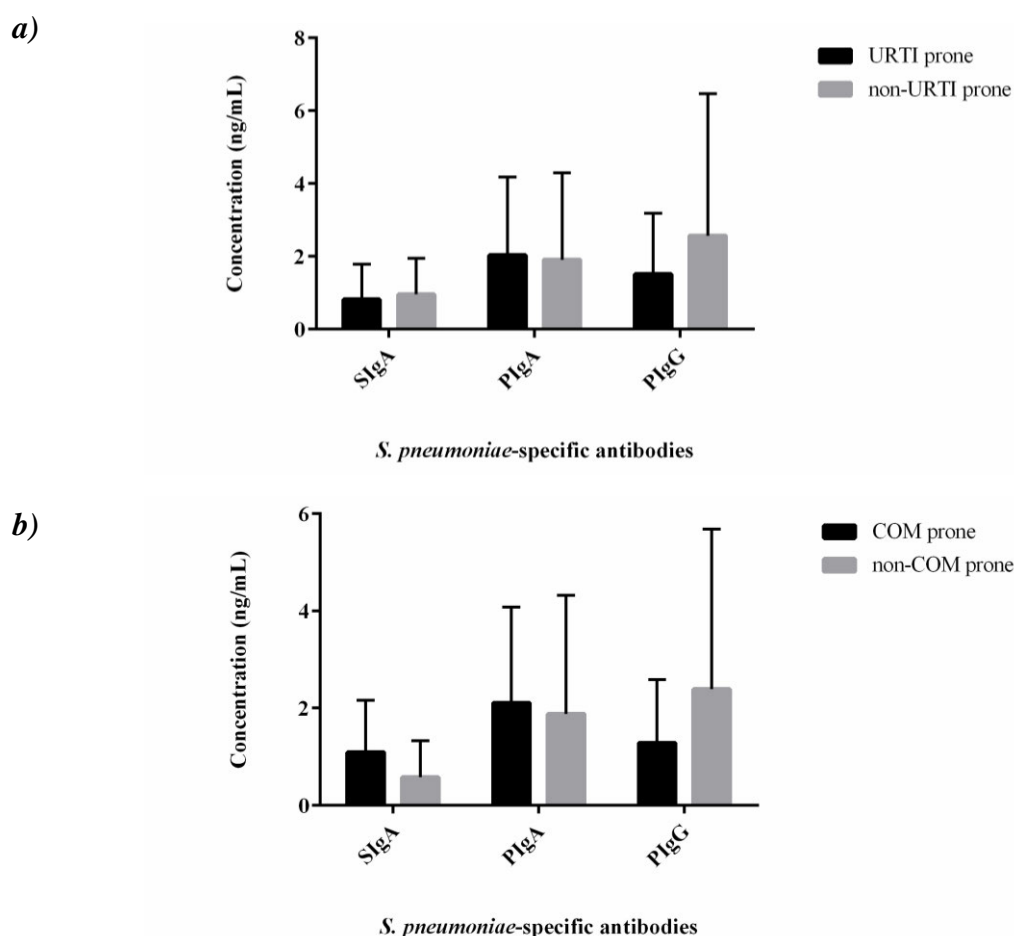 a)
8
6
4
2
0
Concentration (ng/mL)
URTI prone
non-URTI prone
SIgA
PIgA
PIgG
S. pneumoniae-specific antibodies
b)
6
4
2
0
Concentration (ng/mL)
COM prone
non-COM prone
SIgA
PIgA
PIgG
S. pneumoniae-specific antibodies